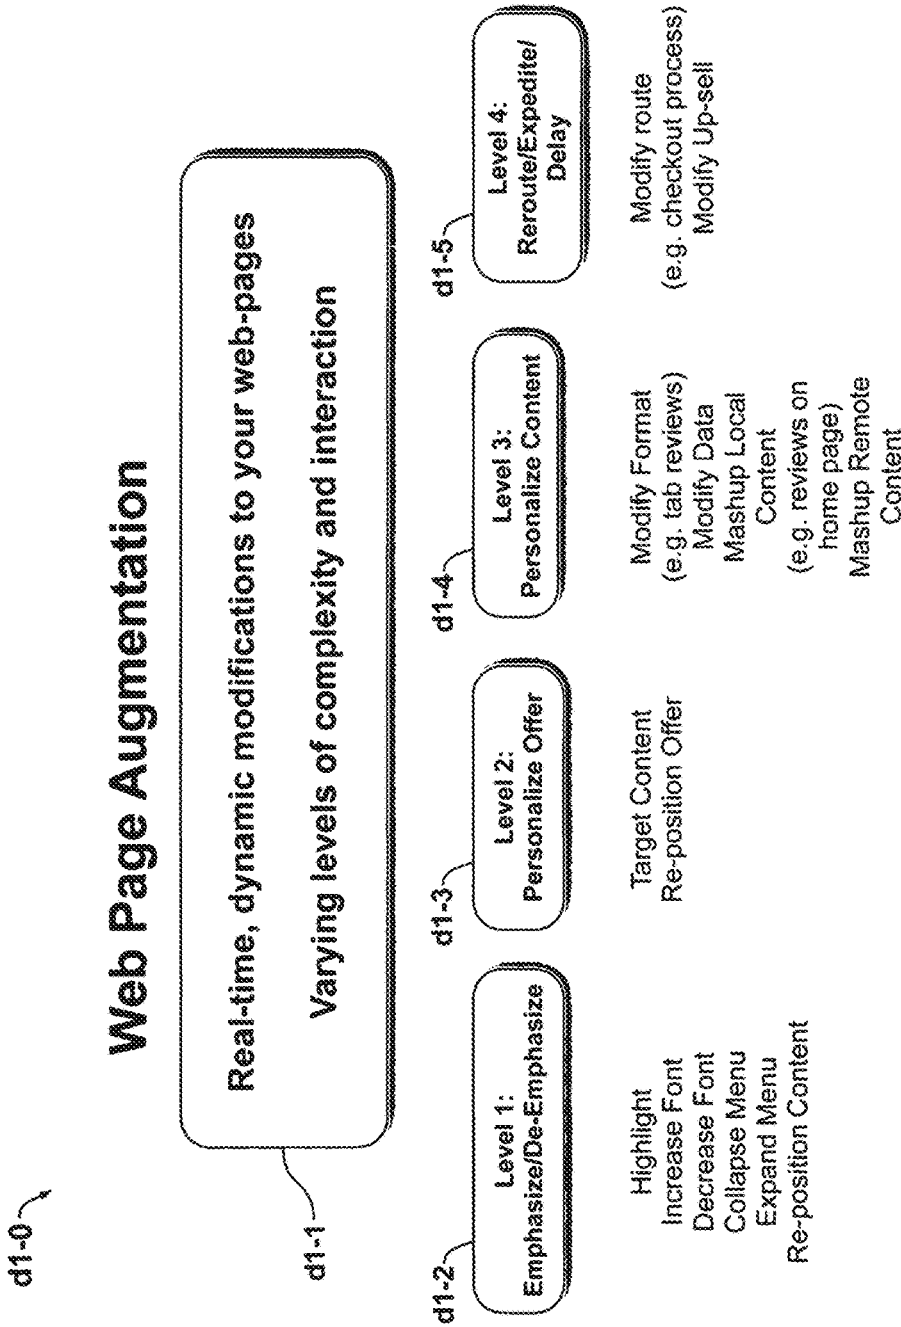 d1-0
Web Page Augmentation
d1-1
Real-time, dynamic modifications to your web-pages
Varying levels of complexity and interaction
d1-2
Level 1:
Emphasize/De-Emphasize
Highlight
Increase Font
Decrease Font
Collapse Menu
Expand Menu
Re-position Content
d1-3
Level 2:
Personalize Offer
Target Content
Re-position Offer
d1-4
Level 3:
Personalize Content
Modify Format
(e.g. tab reviews)
Modify Data
Mashup Local
Content
(e.g. reviews on
home page)
Mashup Remote
Content
d1-5
Level 4:
Reroute/Expedite/
Delay
Modify route
(e.g. checkout process)
Modify Up-sell